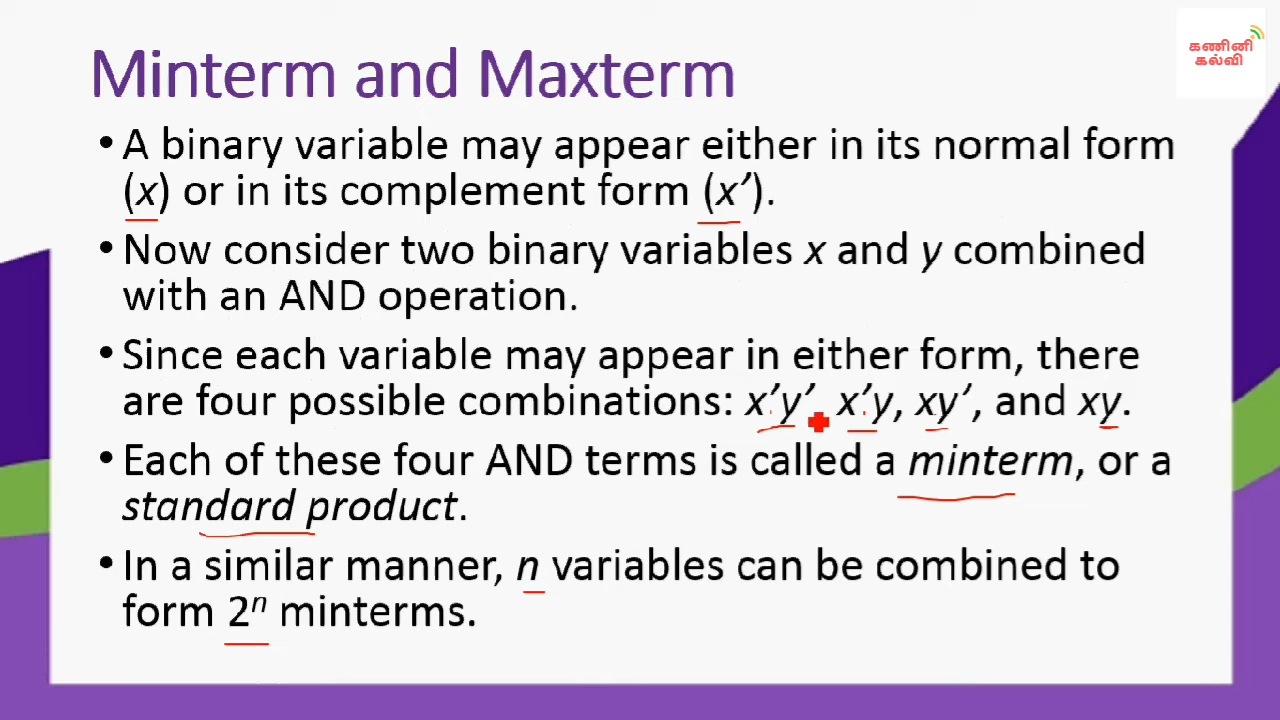 கணினி
கல்வி
Minterm and Maxterm
• A binary variable may appear either in its normal form
(x) or in its complement form (x’).
• Now consider two binary variables x and y combined
with an AND operation.
• Since each variable may appear in either form, there
are four possible combinations: x’y’ x’y, xy’, and xy.
• Each of these four AND terms is called a minterm, or a
standard product.
• In a similar manner, n variables can be combined to
form 2ⁿ minterms.